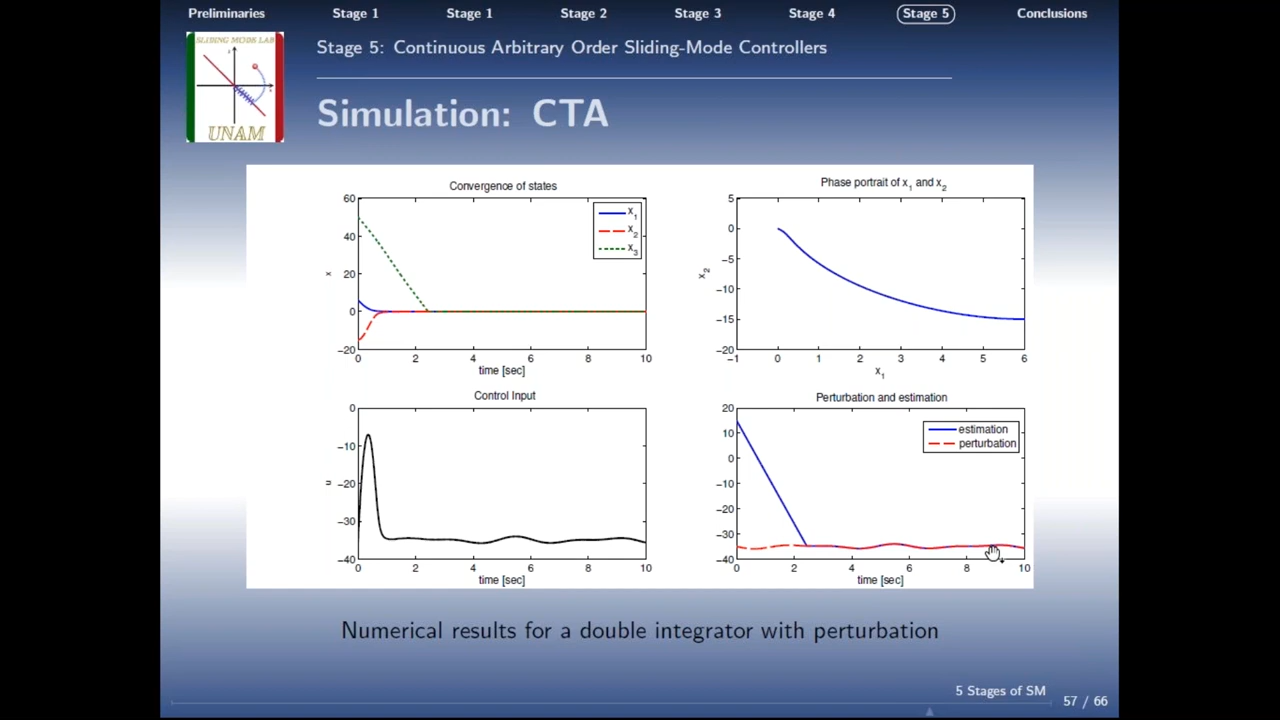 Preliminaries Stage 1 Stage 1 Stage 2 Stage 3 Stage 4 Stage 5 Conclusions
SLIDING MODE LAB
UNAM
Stage 5: Continuous Arbitrary Order Sliding-Mode Controllers
Simulation: CTA
Convergence of states
60
40
20
0
−20
x
x1
x2
x3
0 2 4 6 8 10
time [sec]
Phase portrait of x1 and x2
5
0
−5
−10
−15
−20
x2
−1 0 1 2 3 4 5 6
x1
Control Input
0
−10
−20
−30
−40
u
0 2 4 6 8 10
time [sec]
Perturbation and estimation
20
10
0
−10
−20
−30
−40
estimation
perturbation
0 2 4 6 8 10
time [sec]
Numerical results for a double integrator with perturbation
5 Stages of SM
57 / 66